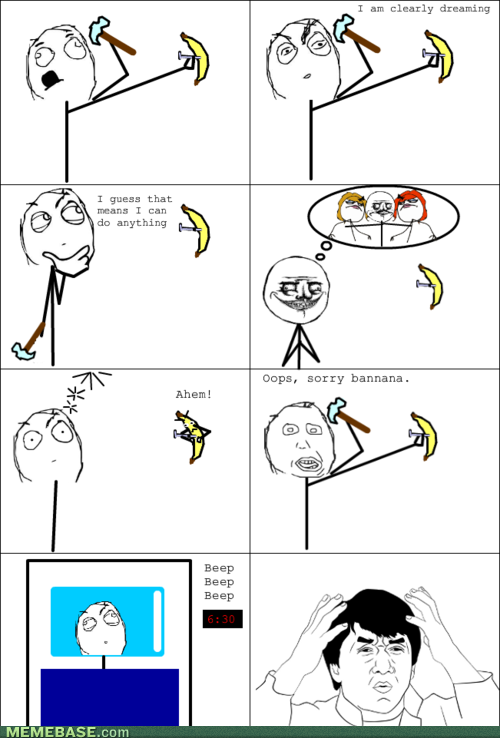 I am clearly dreaming
I guess that
means I can
do anything
Ahem!
Oops, sorry bannana.
Beep
Beep
Beep
6:30
MEMEBASE.com